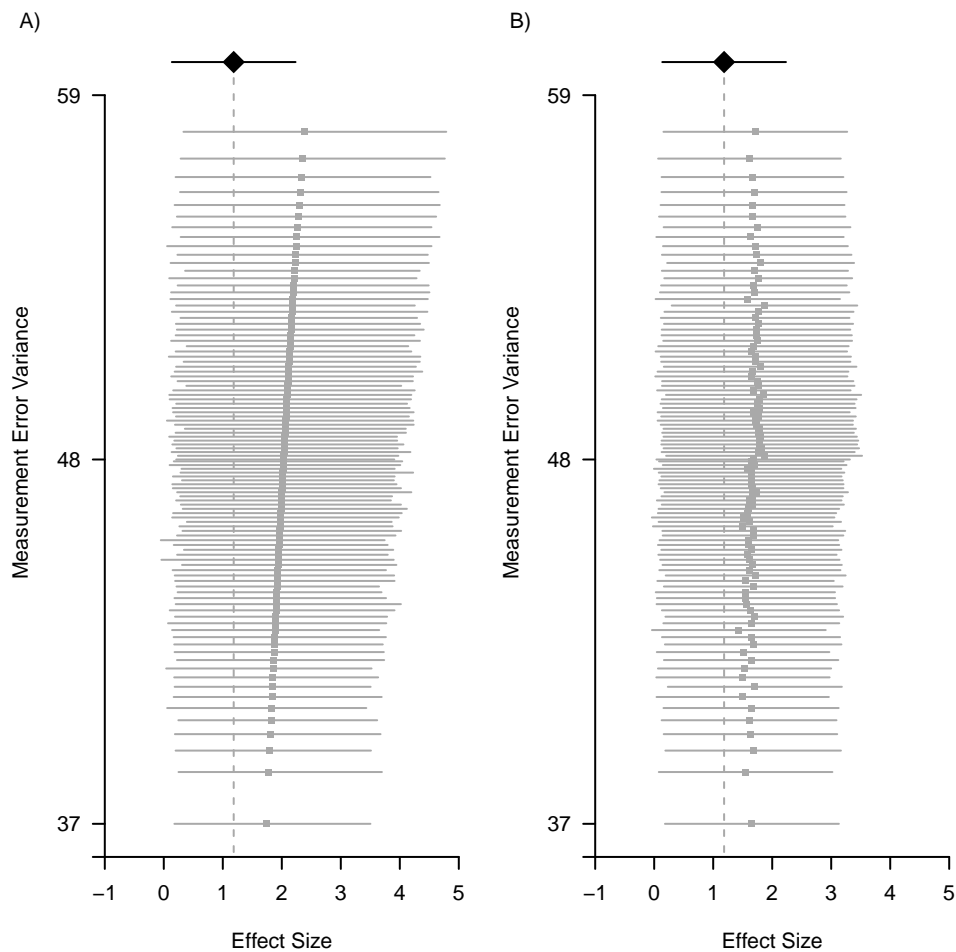 A)
B)
59
48
37
Measurement Error Variance
−1 0 1 2 3 4 5
Effect Size
59
48
37
Measurement Error Variance
−1 0 1 2 3 4 5
Effect Size